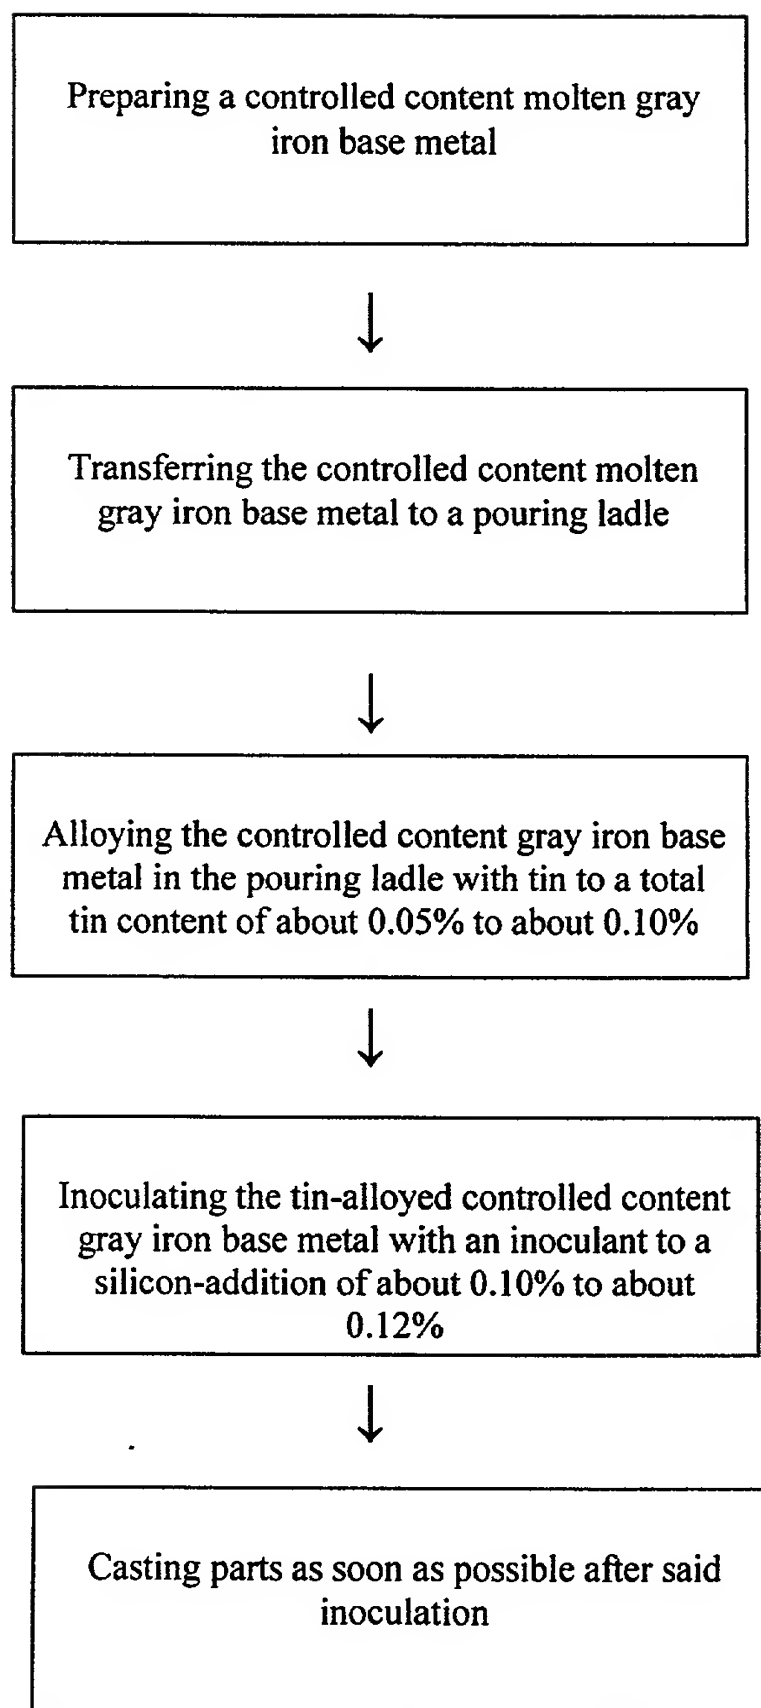 Preparing a controlled content molten gray
iron base metal
↓
Transferring the controlled content molten
gray iron base metal to a pouring ladle
↓
Alloying the controlled content gray iron base
metal in the pouring ladle with tin to a total
tin content of about 0.05% to about 0.10%
↓
Inoculating the tin-alloyed controlled content
gray iron base metal with an inoculant to a
silicon-addition of about 0.10% to about
0.12%
↓
Casting parts as soon as possible after said
inoculation